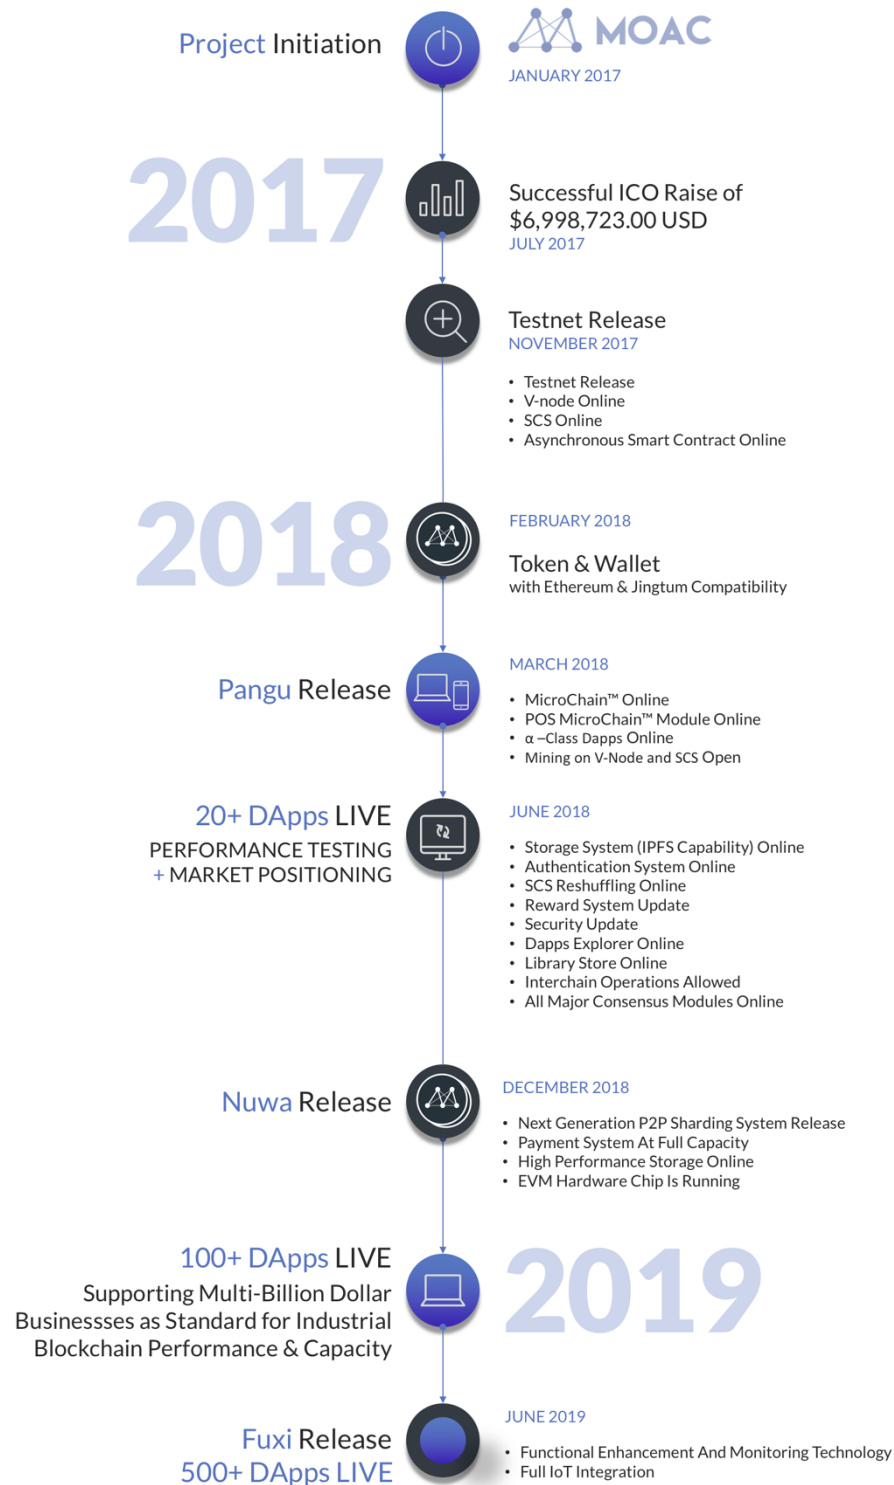 Project Initiation
MOAC
JANUARY 2017
2017
Successful ICO Raise of
$6,998,723.00 USD
JULY 2017
Testnet Release
NOVEMBER 2017
• Testnet Release
• V-node Online
• SCS Online
• Asynchronous Smart Contract Online
2018
FEBRUARY 2018
Token & Wallet
with Ethereum & Jingtum Compatibility
Pangu Release
MARCH 2018
• MicroChain™ Online
• POS MicroChain™ Module Online
• α –Class Dapps Online
• Mining on V-Node and SCS Open
20+ DApps LIVE
PERFORMANCE TESTING
+ MARKET POSITIONING
JUNE 2018
• Storage System (IPFS Capability) Online
• Authentication System Online
• SCS Reshuffling Online
• Reward System Update
• Security Update
• Dapps Explorer Online
• Library Store Online
• Interchain Operations Allowed
• All Major Consensus Modules Online
Nuwa Release
DECEMBER 2018
• Next Generation P2P Sharding System Release
• Payment System At Full Capacity
• High Performance Storage Online
• EVM Hardware Chip Is Running
100+ DApps LIVE
Supporting Multi-Billion Dollar
Businessses as Standard for Industrial
Blockchain Performance & Capacity
2019
Fuxi Release
500+ DApps LIVE
JUNE 2019
• Functional Enhancement And Monitoring Technology
• Full IoT Integration